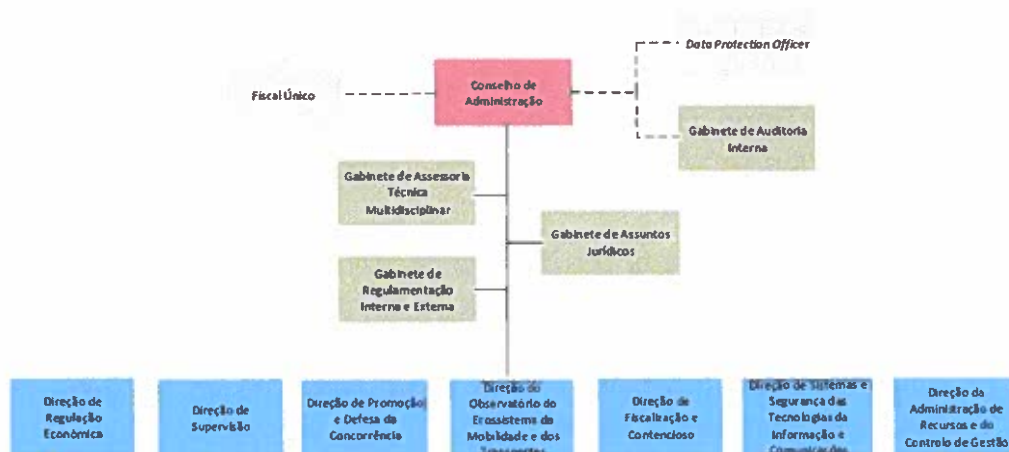 Data Protection Officer
Conselho de
Administração
Fiscal Único
Gabinete de Auditoria
Interna
Gabinete de Assessoria
Técnica
Multidisciplinar
Gabinete de Assuntos
Jurídicos
Gabinete de
Regulamentação
Interna e Externa
Direção de
Regulação
Económica
Direção de
Supervisão
Direção de Promoção
e Defesa da
Concorrência
Direção do
Observatório do
Ecossistema da
Mobilidade e dos
Transportes
Direção de
Fiscalização e
Contencioso
Direção de Sistemas e
Segurança das
Tecnologias da
Informação e
Comunicações
Direção da
Administração de
Recursos e do
Controlo de Gestão